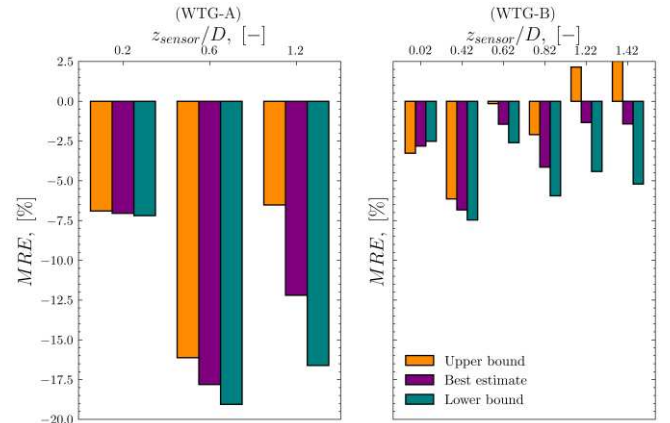 (WTG-A)
z_sensor/D, [−]
0.2 0.6 1.2
(WTG-B)
z_sensor/D, [−]
0.02 0.42 0.62 0.82 1.22 1.42
MRE, [%]
2.5
0.0
−2.5
−5.0
−7.5
−10.0
−12.5
−15.0
−17.5
−20.0
MRE, [%]
Upper bound
Best estimate
Lower bound